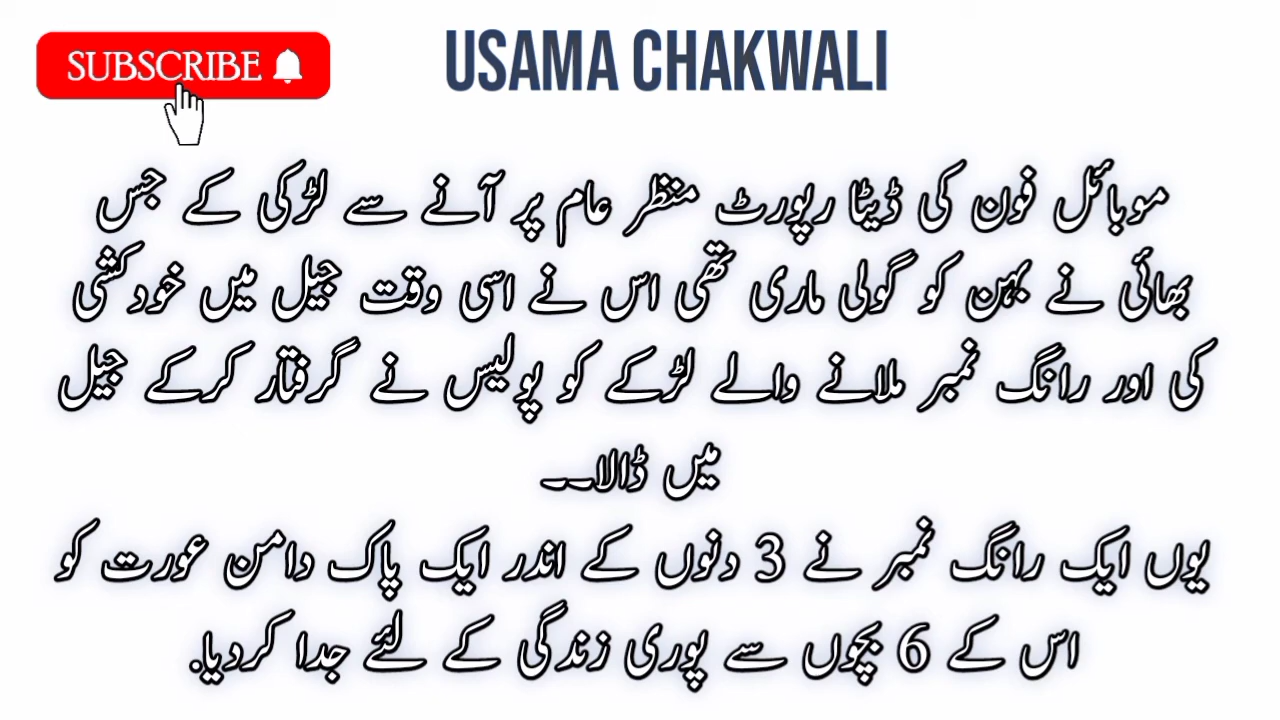 SUBSCRIBE
USAMA CHAKWALI
موبائل فون کی ڈیٹا رپورٹ منظر عام پر آنے سے لڑکی کے جس
بھائی نے بہن کو گولی ماری تھی اس نے اسی وقت جیل میں خودکشی
کی اور رانگ نمبر ملانے والے لڑکے کو پولیس نے گرفتار کرکے جیل
میں ڈالا۔۔
یوں ایک رانگ نمبر نے 3 دنوں کے اندر ایک پاک دامن عورت کو
اس کے 6 بچوں سے پوری زندگی کے لئے جدا کردیا.